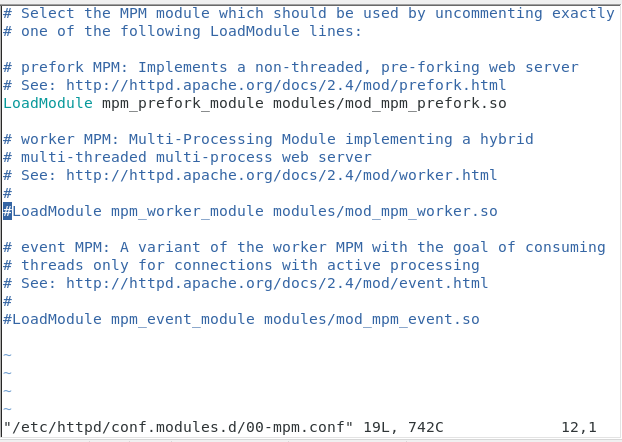 # Select the MPM module which should be used by uncommenting exactly
# one of the following LoadModule lines:
# prefork MPM: Implements a non-threaded, pre-forking web server
# See: http://httpd.apache.org/docs/2.4/mod/prefork.html
LoadModule mpm_prefork_module modules/mod_mpm_prefork.so
# worker MPM: Multi-Processing Module implementing a hybrid
# multi-threaded multi-process web server
# See: http://httpd.apache.org/docs/2.4/mod/worker.html
#
#LoadModule mpm_worker_module modules/mod_mpm_worker.so
# event MPM: A variant of the worker MPM with the goal of consuming
# threads only for connections with active processing
# See: http://httpd.apache.org/docs/2.4/mod/event.html
#
#LoadModule mpm_event_module modules/mod_mpm_event.so
~
~
~
~
"/etc/httpd/conf.modules.d/00-mpm.conf" 19L, 742C 12,1